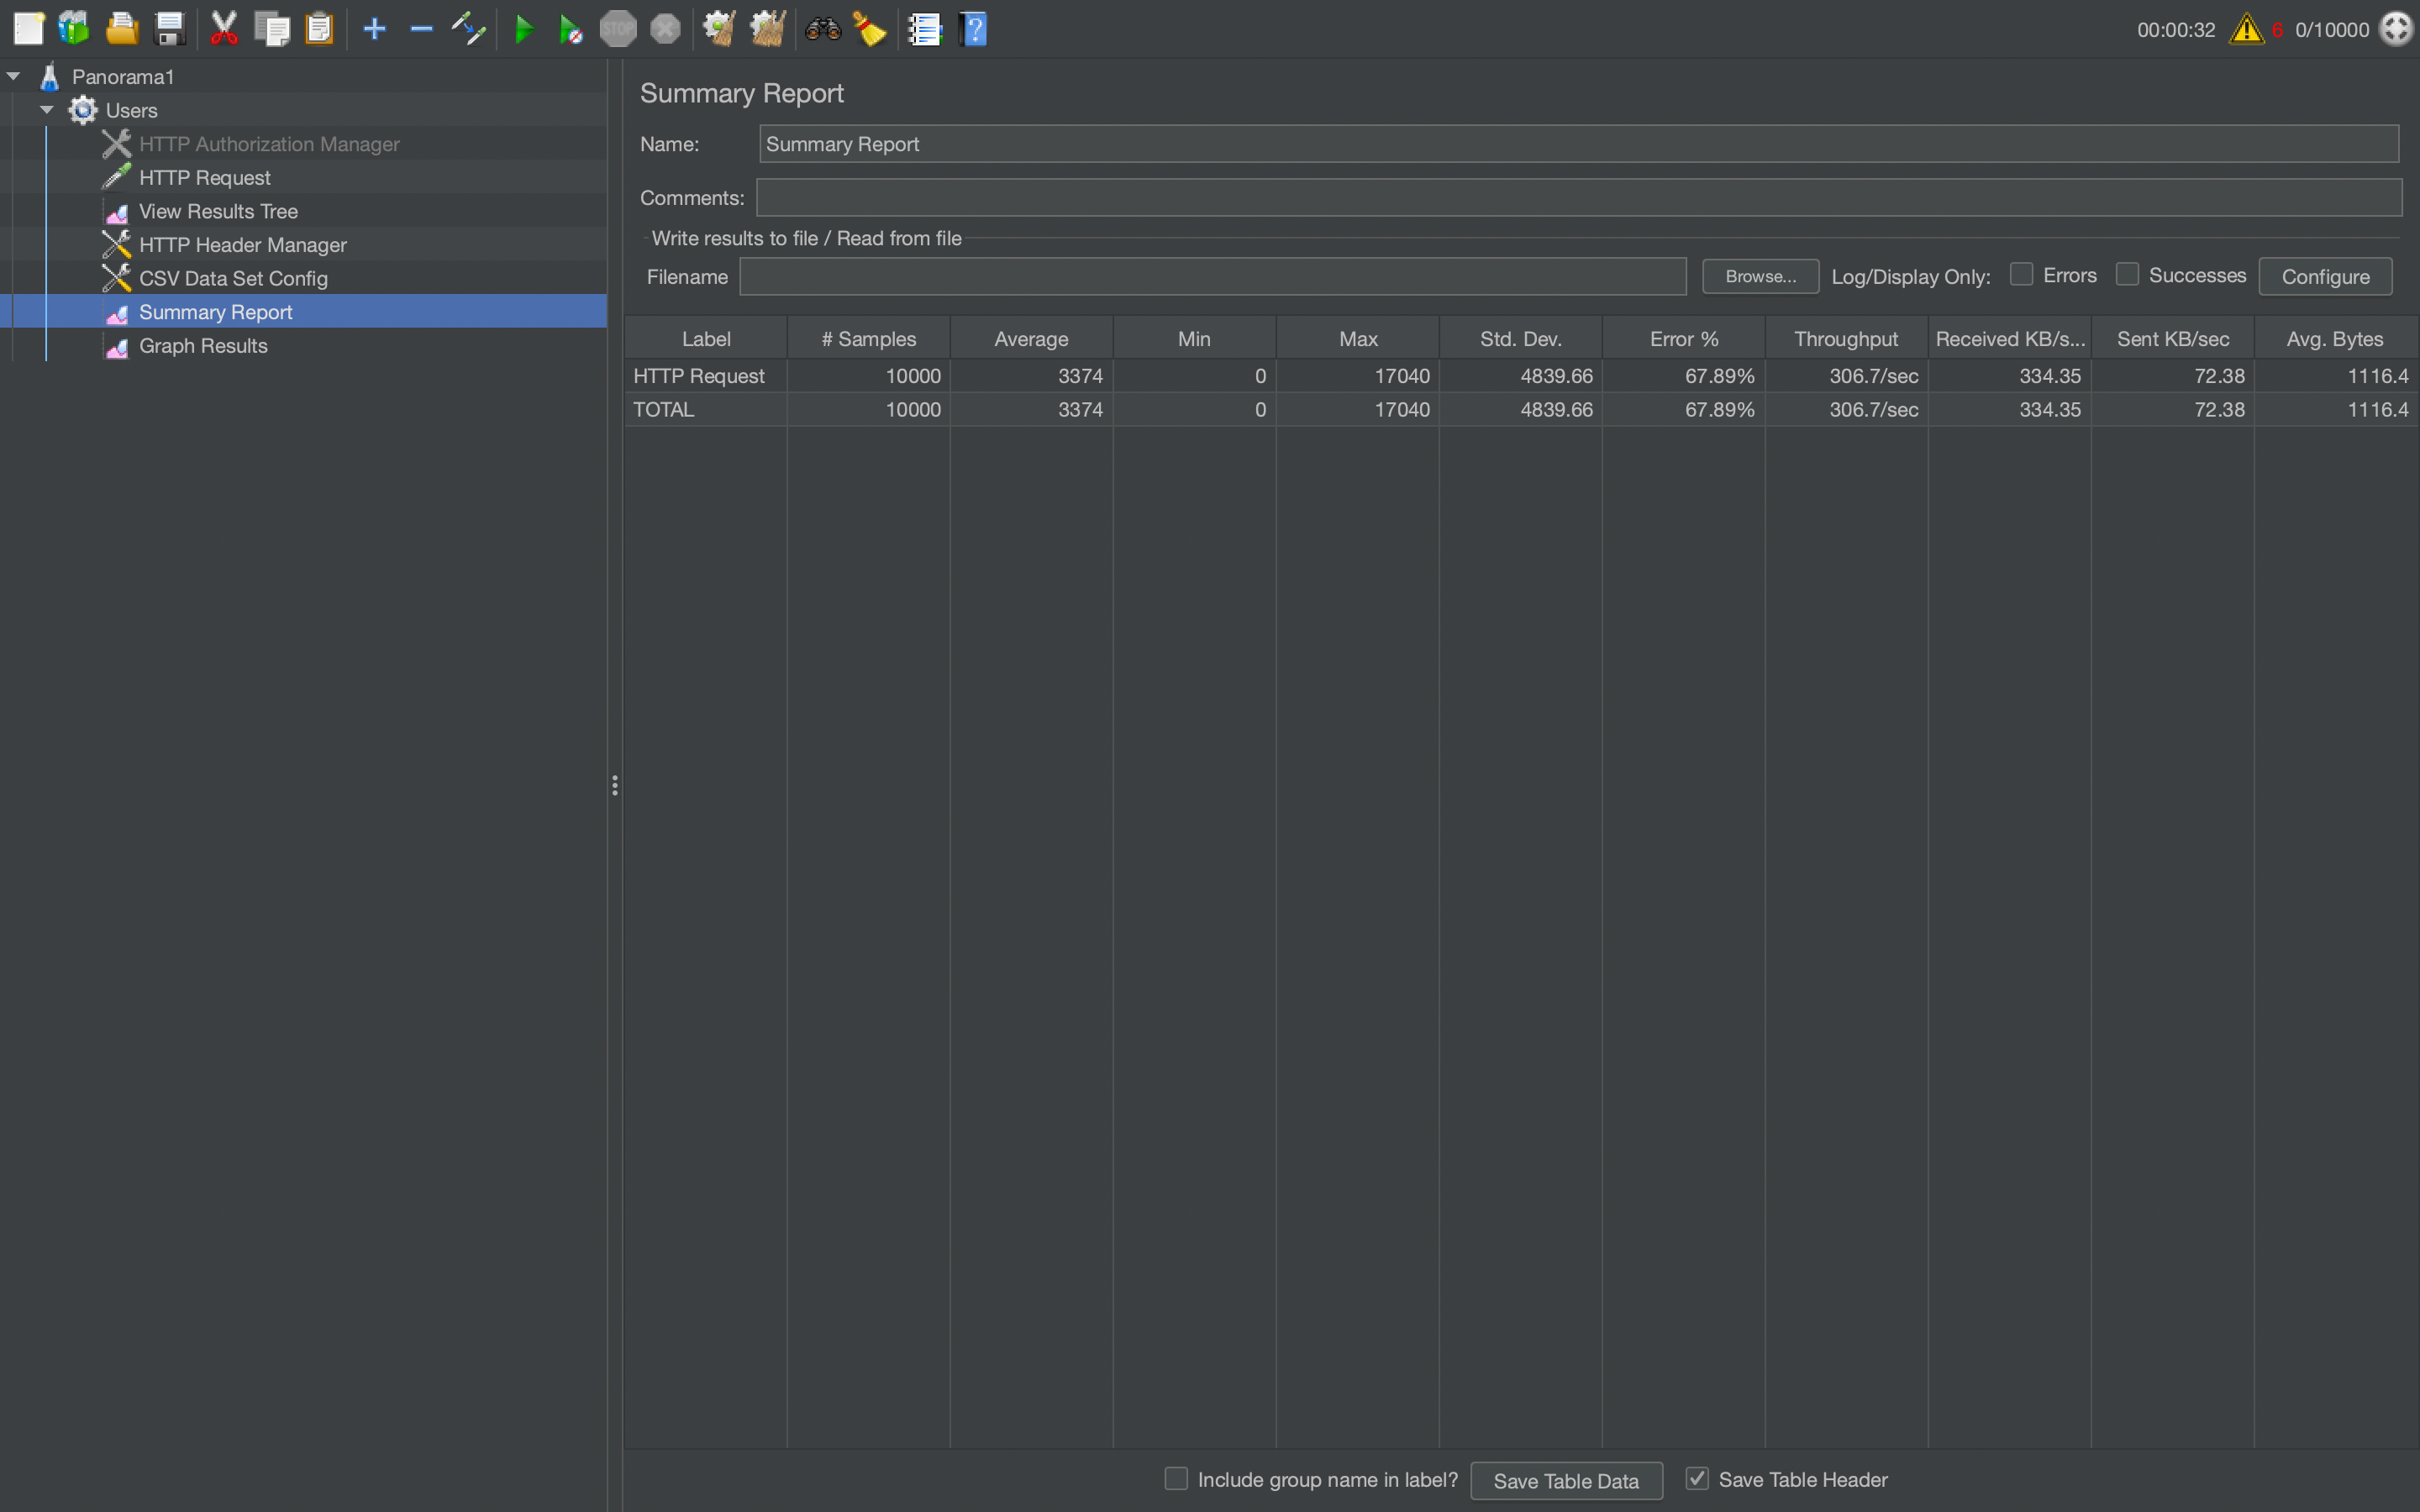 STOP
?
00:00:32 6 0/10000
Panorama1
Users
HTTP Authorization Manager
HTTP Request
View Results Tree
HTTP Header Manager
CSV Data Set Config
Summary Report
Graph Results
Summary Report
Name: Summary Report
Comments:
Write results to file / Read from file
Filename Browse... Log/Display Only: Errors Successes Configure
Label # Samples Average Min Max Std. Dev. Error % Throughput Received KB/s... Sent KB/sec Avg. Bytes
HTTP Request 10000 3374 0 17040 4839.66 67.89% 306.7/sec 334.35 72.38 1116.4
TOTAL 10000 3374 0 17040 4839.66 67.89% 306.7/sec 334.35 72.38 1116.4
Include group name in label? Save Table Data Save Table Header